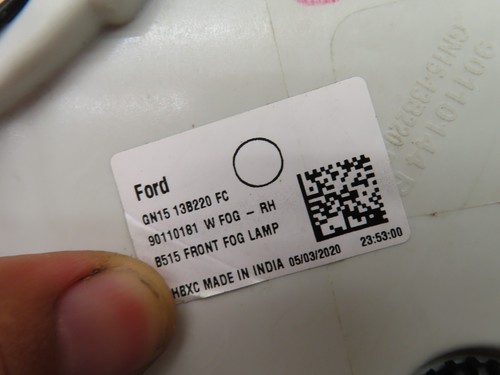 Ford
GN15 13B220 FC
90110181 W FOG - RH
B515 FRONT FOG LAMP
HBXC MADE IN INDIA 05/03/2020 23:53:00